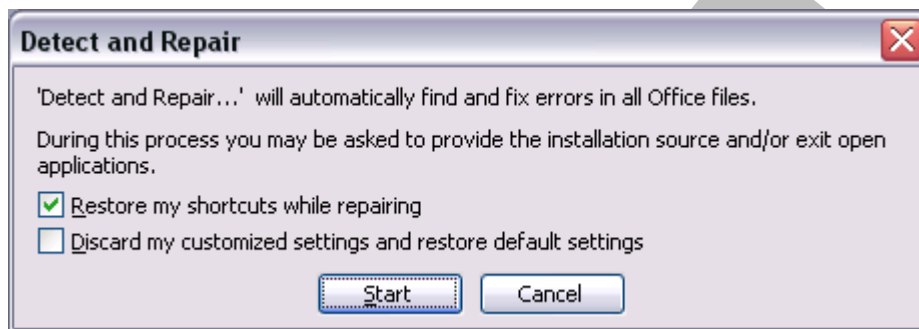 Detect and Repair
'Detect and Repair...' will automatically find and fix errors in all Office files.
During this process you may be asked to provide the installation source and/or exit open
applications.
Restore my shortcuts while repairing
Discard my customized settings and restore default settings
Start
Cancel